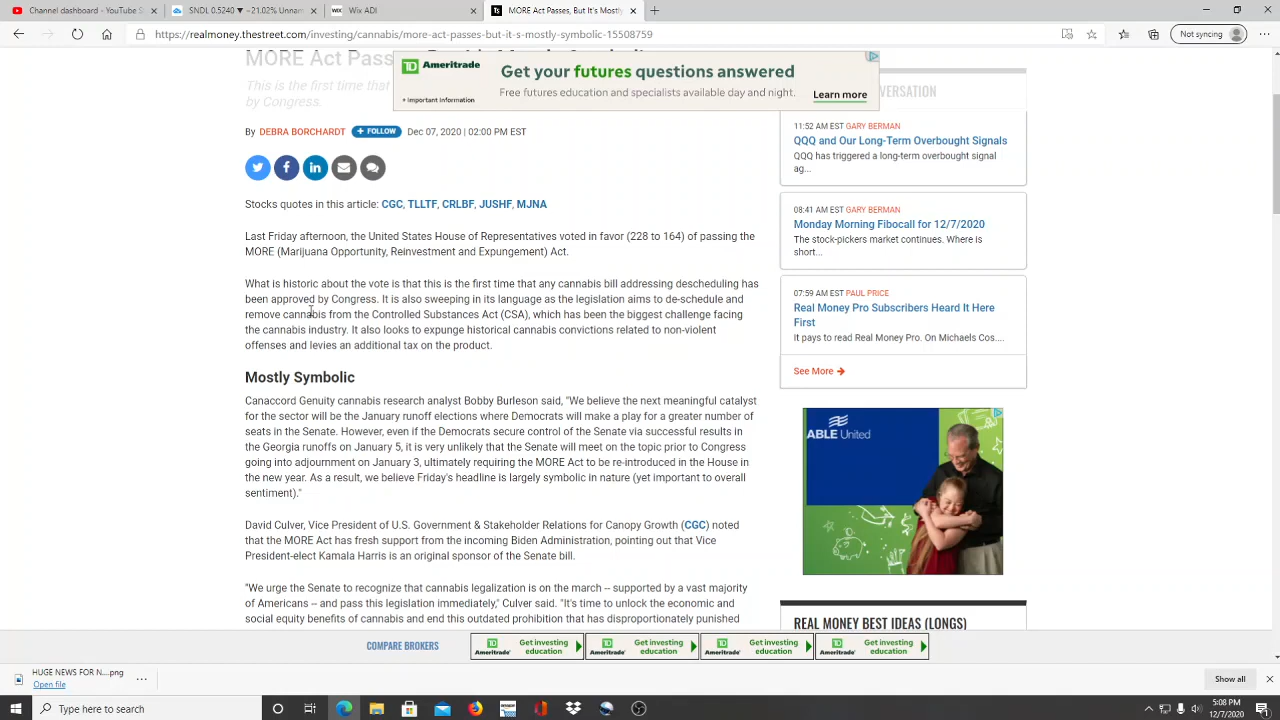 Channel dashboard - YouTube S
SNDL 0.5240 ▼ -2.02% Unnamed
WiX
Ts MORE Act Passes, But it's Mostly
https://realmoney.thestreet.com/investing/cannabis/more-act-passes-but-it-s-mostly-symbolic-15508759
Not syncing
MORE Act Passes
This is the first time that
by Congress.
TD Ameritrade
» Important Information
Get your futures questions answered
Free futures education and specialists available day and night.
Learn more
By DEBRA BORCHARDT + FOLLOW Dec 07, 2020 | 02:00 PM EST
Stocks quotes in this article: CGC, TLLTF, CRLBF, JUSHF, MJNA
Last Friday afternoon, the United States House of Representatives voted in favor (228 to 164) of passing the
MORE (Marijuana Opportunity, Reinvestment and Expungement) Act.
What is historic about the vote is that this is the first time that any cannabis bill addressing descheduling has
been approved by Congress. It is also sweeping in its language as the legislation aims to de-schedule and
remove cannabis from the Controlled Substances Act (CSA), which has been the biggest challenge facing
the cannabis industry. It also looks to expunge historical cannabis convictions related to non-violent
offenses and levies an additional tax on the product.
Mostly Symbolic
Canaccord Genuity cannabis research analyst Bobby Burleson said, "We believe the next meaningful catalyst
for the sector will be the January runoff elections where Democrats will make a play for a greater number of
seats in the Senate. However, even if the Democrats secure control of the Senate via successful results in
the Georgia runoffs on January 5, it is very unlikely that the Senate will meet on the topic prior to Congress
going into adjournment on January 3, ultimately requiring the MORE Act to be re-introduced in the House in
the new year. As a result, we believe Friday's headline is largely symbolic in nature (yet important to overall
sentiment)."
David Culver, Vice President of U.S. Government & Stakeholder Relations for Canopy Growth (CGC) noted
that the MORE Act has fresh support from the incoming Biden Administration, pointing out that Vice
President-elect Kamala Harris is an original sponsor of the Senate bill.
"We urge the Senate to recognize that cannabis legalization is on the march -- supported by a vast majority
of Americans -- and pass this legislation immediately," Culver said. "It's time to unlock the economic and
social equity benefits of cannabis and end this outdated prohibition that has disproportionately punished
VERSATION
11:52 AM EST GARY BERMAN
QQQ and Our Long-Term Overbought Signals
QQQ has triggered a long-term overbought signal
ag...
08:41 AM EST GARY BERMAN
Monday Morning Fibocall for 12/7/2020
The stock-pickers market continues. Where is
short...
07:59 AM EST PAUL PRICE
Real Money Pro Subscribers Heard It Here
First
It pays to read Real Money Pro. On Michaels Cos....
See More
ABLE United
REAL MONEY BEST IDEAS (LONGS)
COMPARE BROKERS
TD Ameritrade Get investing education
TD Ameritrade Get investing education
TD Ameritrade Get investing education
TD Ameritrade Get investing education
HUGE NEWS FOR N....png
Open file
Show all
Type here to search
5:08 PM
12/7/2020